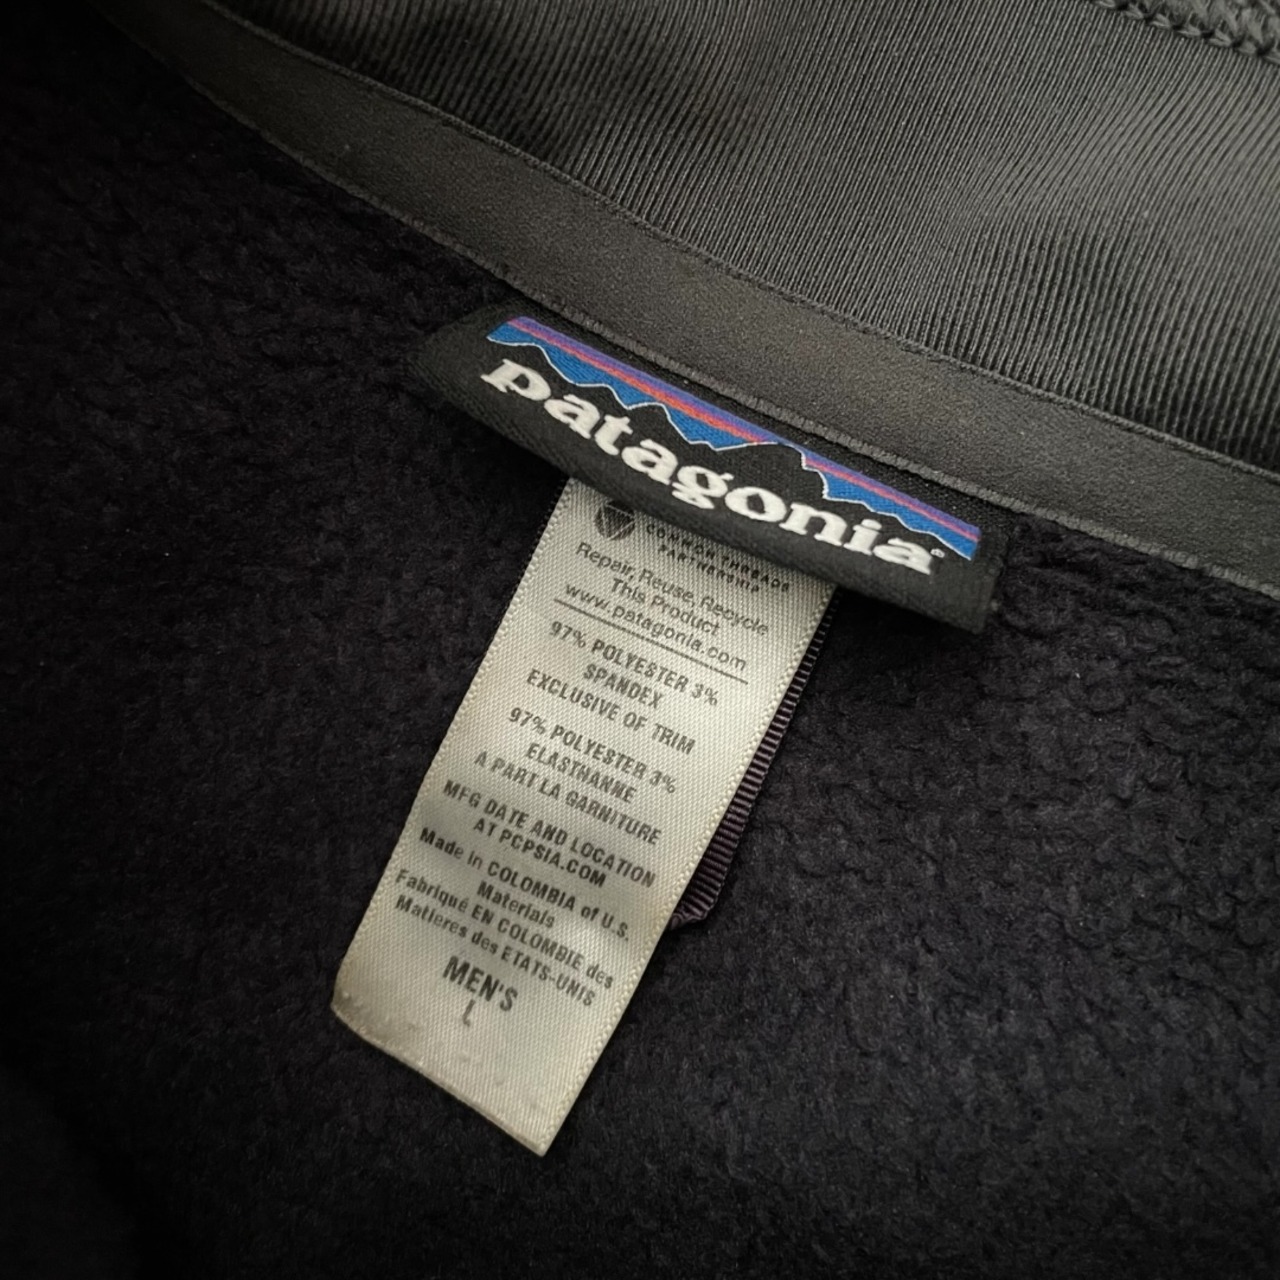 patagonia®
COMMON THREADS
PARTNERSHIP
Repair, Reuse, Recycle
This Product
www.patagonia.com
97% POLYESTER 3%
SPANDEX
EXCLUSIVE OF TRIM
97% POLYESTER 3%
ELASTHANNE
A PART LA GARNITURE
MFG DATE AND LOCATION
AT PCPSIA.COM
Made in COLOMBIA of U.S.
Materials
Fabriqué EN COLOMBIE des
Matieres des ETATS-UNIS
MEN'S
L